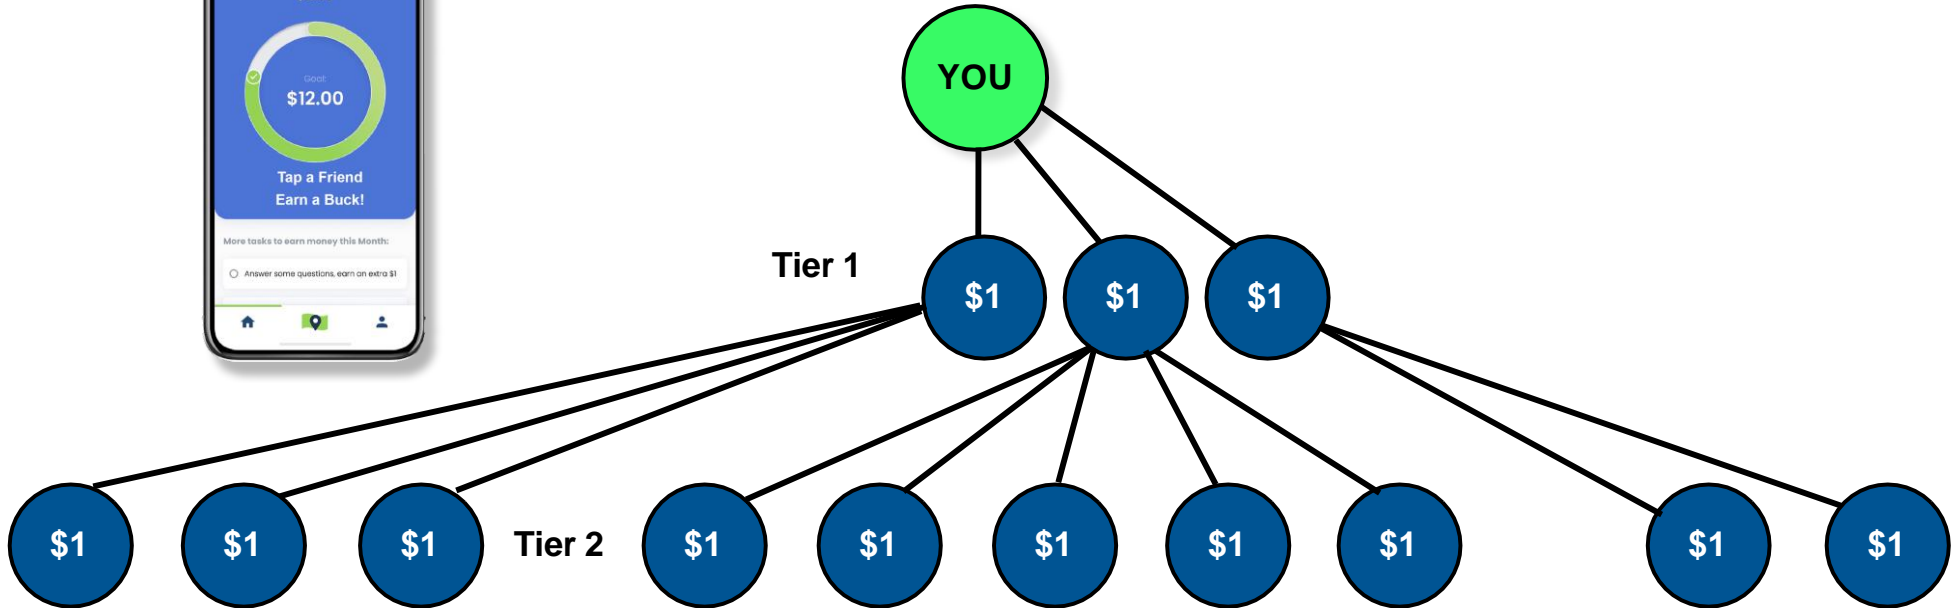 Goal:
$12.00
Tap a Friend
Earn a Buck!
More tasks to earn money this Month:
Answer some questions, earn an extra $1
YOU
Tier 1
$1
$1
$1
Tier 2
$1
$1
$1
$1
$1
$1
$1
$1
$1
$1